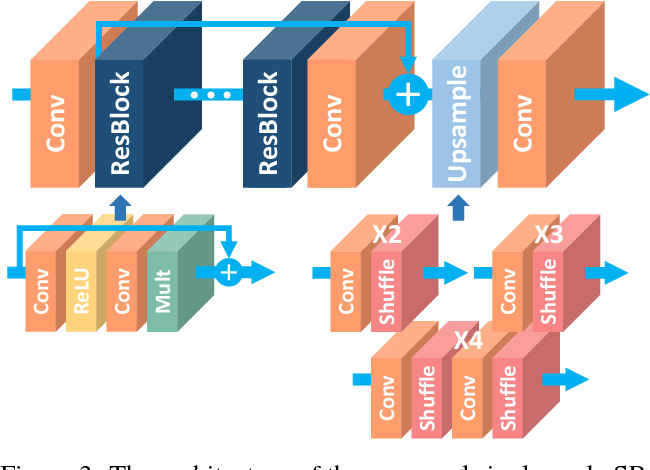 Conv
ResBlock
ResBlock
Conv
+
Upsample
Conv
Conv
ReLU
Conv
Mult
+
X2
Conv
Shuffle
X3
Conv
Shuffle
X4
Conv
Shuffle
Conv
Shuffle